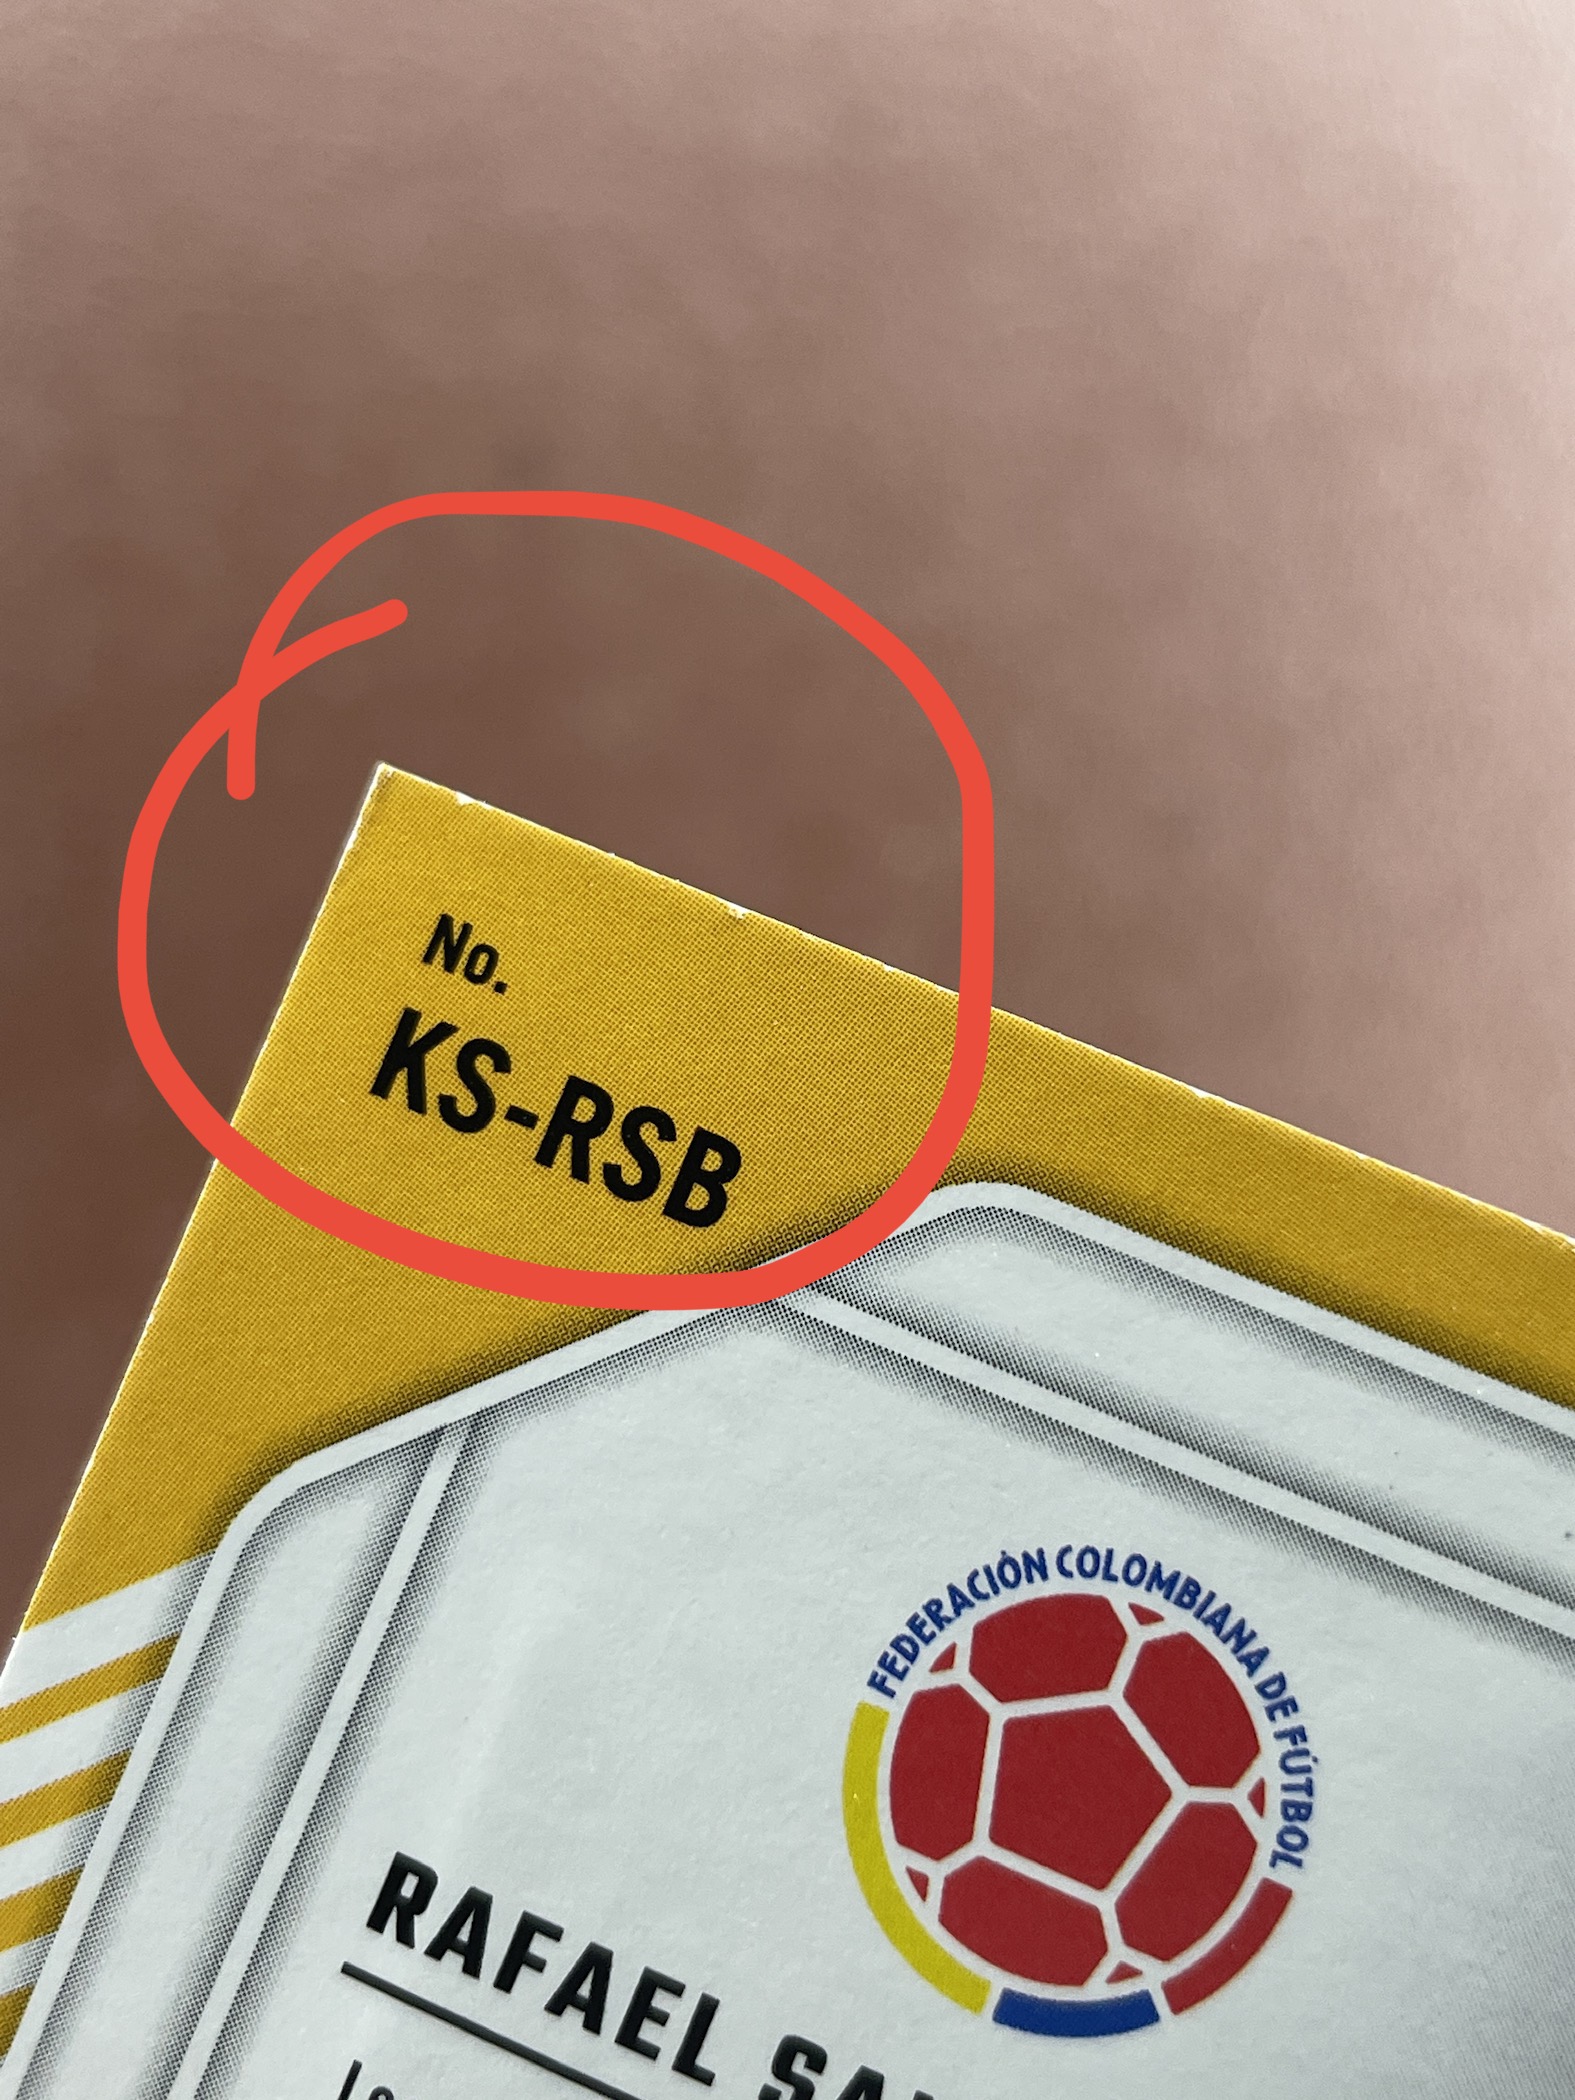 No.
KS-RSB
FEDERACIÓN COLOMBIANA DE FÚTBOL
RAFAEL